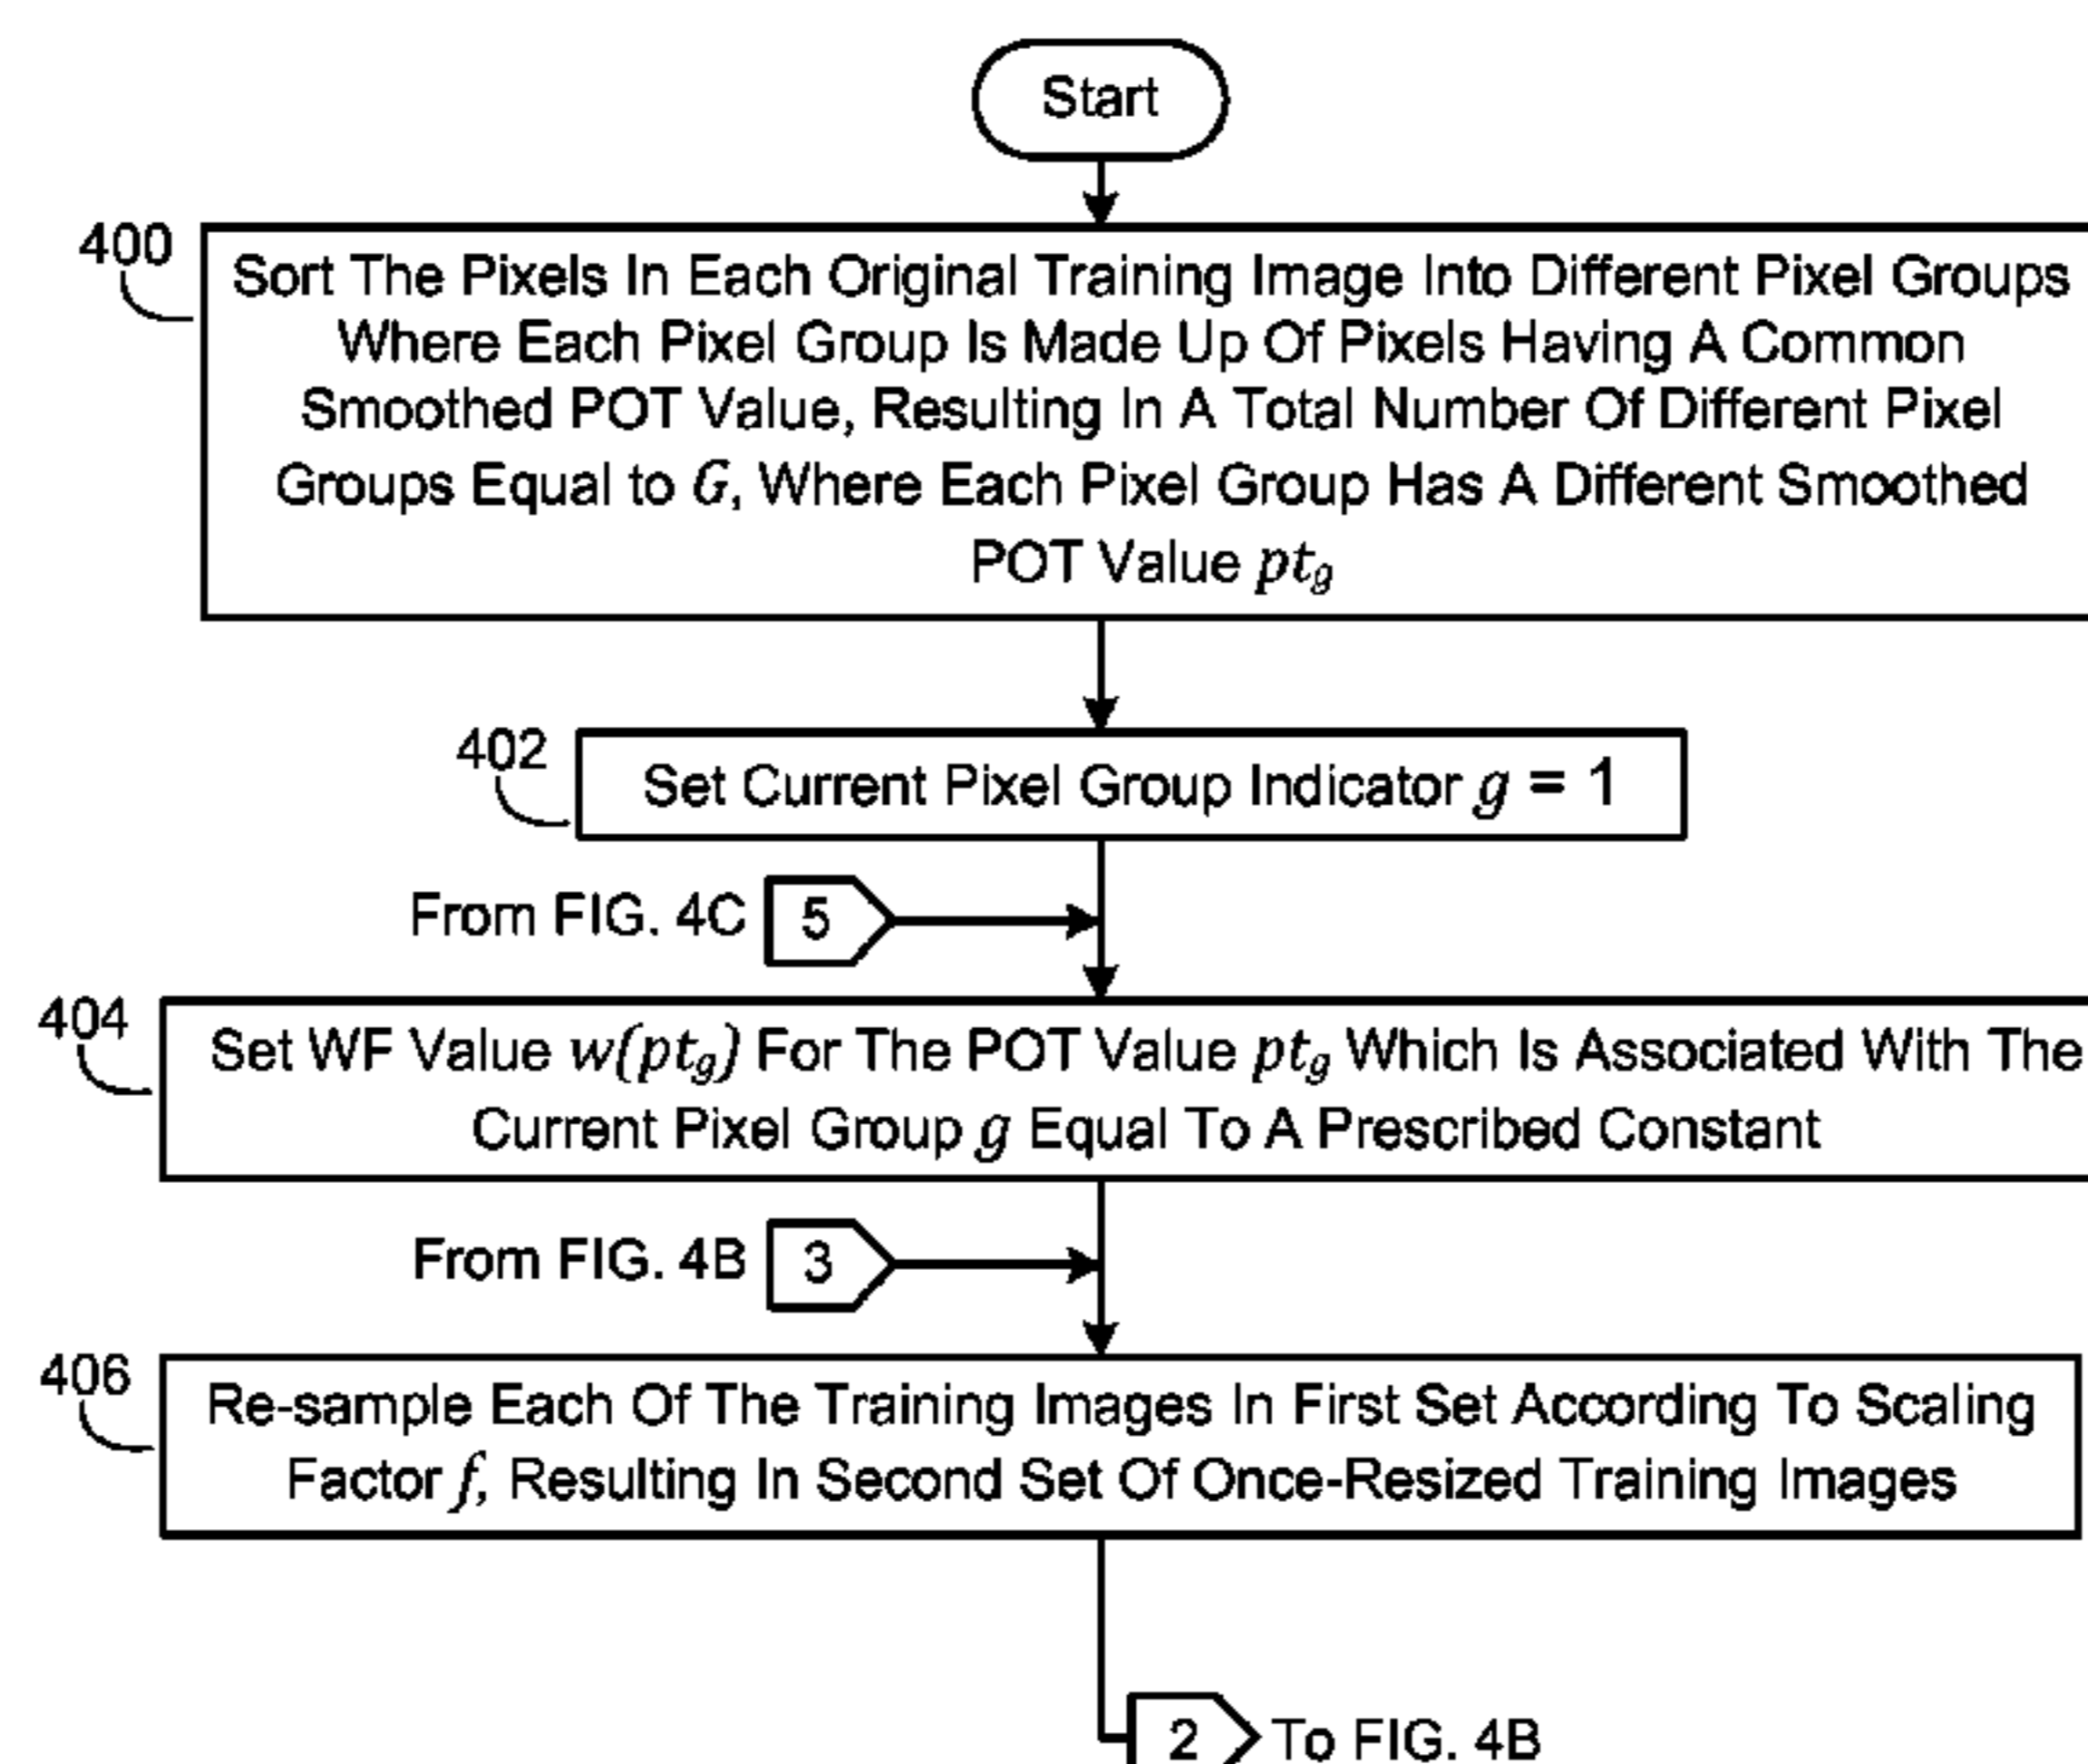 Start
400
Sort The Pixels In Each Original Training Image Into Different Pixel Groups
Where Each Pixel Group Is Made Up Of Pixels Having A Common
Smoothed POT Value, Resulting In A Total Number Of Different Pixel
Groups Equal to G, Where Each Pixel Group Has A Different Smoothed
POT Value ptg
402
Set Current Pixel Group Indicator g = 1
From FIG. 4C 5
404
Set WF Value w(ptg) For The POT Value ptg Which Is Associated With The
Current Pixel Group g Equal To A Prescribed Constant
From FIG. 4B 3
406
Re-sample Each Of The Training Images In First Set According To Scaling
Factor f, Resulting In Second Set Of Once-Resized Training Images
2 To FIG. 4B